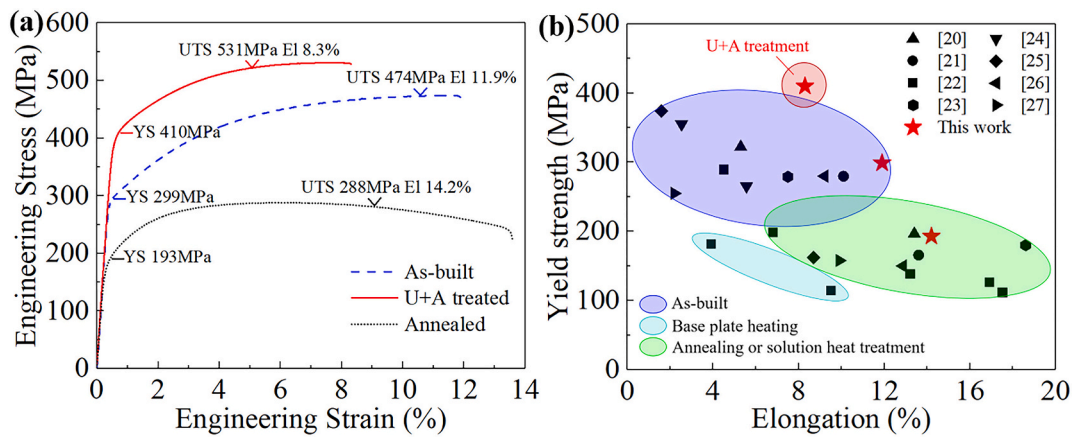 (a)
600
500
400
300
200
100
0
Engineering Stress (MPa)
UTS 531MPa El 8.3%
UTS 474MPa El 11.9%
YS 410MPa
YS 299MPa
UTS 288MPa El 14.2%
YS 193MPa
As-built
U+A treated
Annealed
0 2 4 6 8 10 12 14
Engineering Strain (%)
(b)
500
400
300
200
100
0
Yield strength (MPa)
U+A treatment
[20] [24]
[21] [25]
[22] [26]
[23] [27]
This work
As-built
Base plate heating
Annealing or solution heat treatment
0 4 8 12 16 20
Elongation (%)